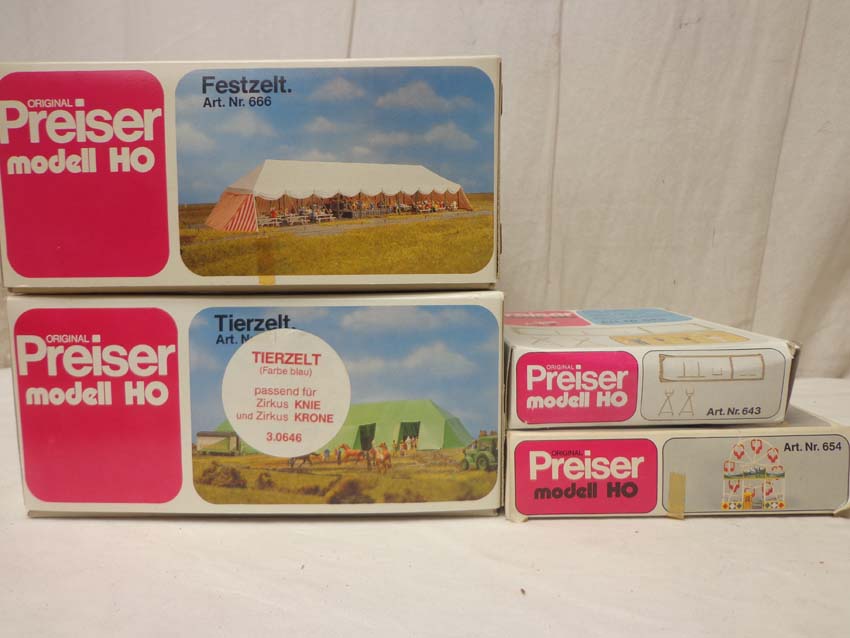 ORIGINAL
Preiser
modell HO
Festzelt.
Art. Nr. 666
ORIGINAL
Preiser
modell HO
Tierzelt.
Art. N
TIERZELT
(Farbe blau)
passend für
Zirkus KNIE
und Zirkus KRONE
3.0646
ORIGINAL
Preiser
modell HO
Art. Nr. 643
ORIGINAL
Preiser
modell HO
Art. Nr. 654